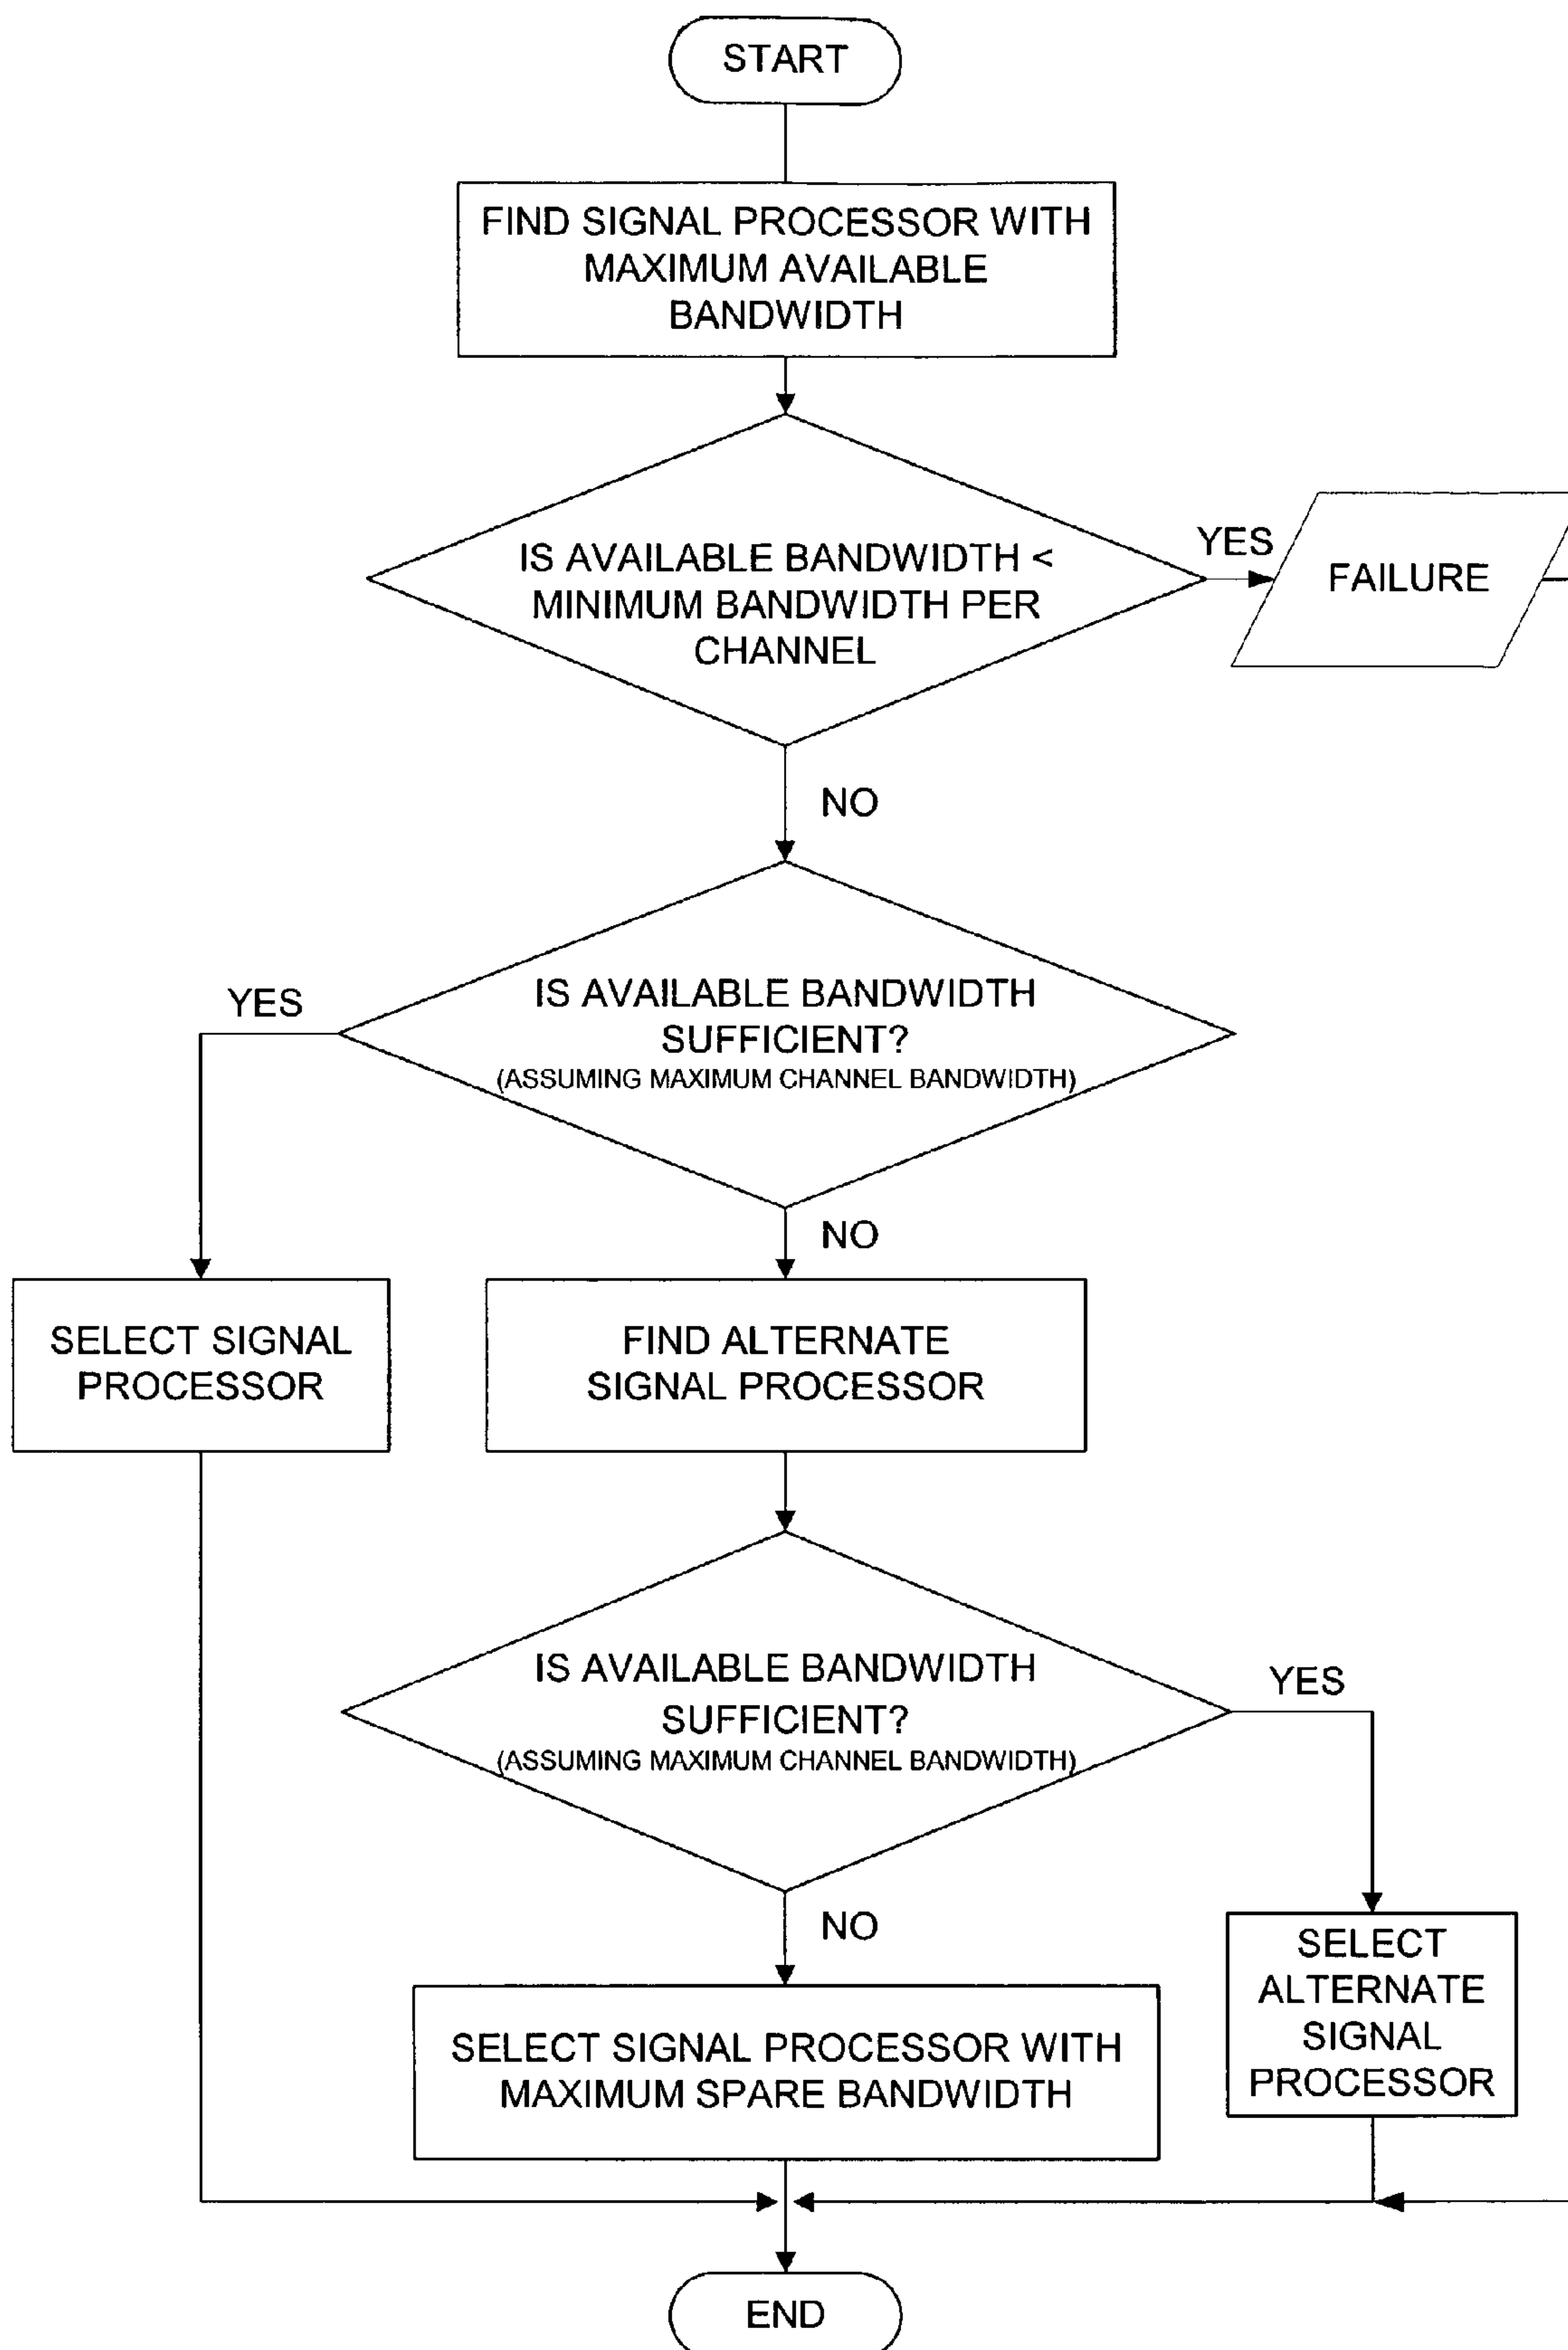 START
FIND SIGNAL PROCESSOR WITH
MAXIMUM AVAILABLE
BANDWIDTH
IS AVAILABLE BANDWIDTH <
MINIMUM BANDWIDTH PER
CHANNEL
YES
FAILURE
NO
IS AVAILABLE BANDWIDTH
SUFFICIENT?
(ASSUMING MAXIMUM CHANNEL BANDWIDTH)
YES
NO
SELECT SIGNAL
PROCESSOR
FIND ALTERNATE
SIGNAL PROCESSOR
IS AVAILABLE BANDWIDTH
SUFFICIENT?
(ASSUMING MAXIMUM CHANNEL BANDWIDTH)
YES
NO
SELECT
ALTERNATE
SIGNAL
PROCESSOR
SELECT SIGNAL PROCESSOR WITH
MAXIMUM SPARE BANDWIDTH
END